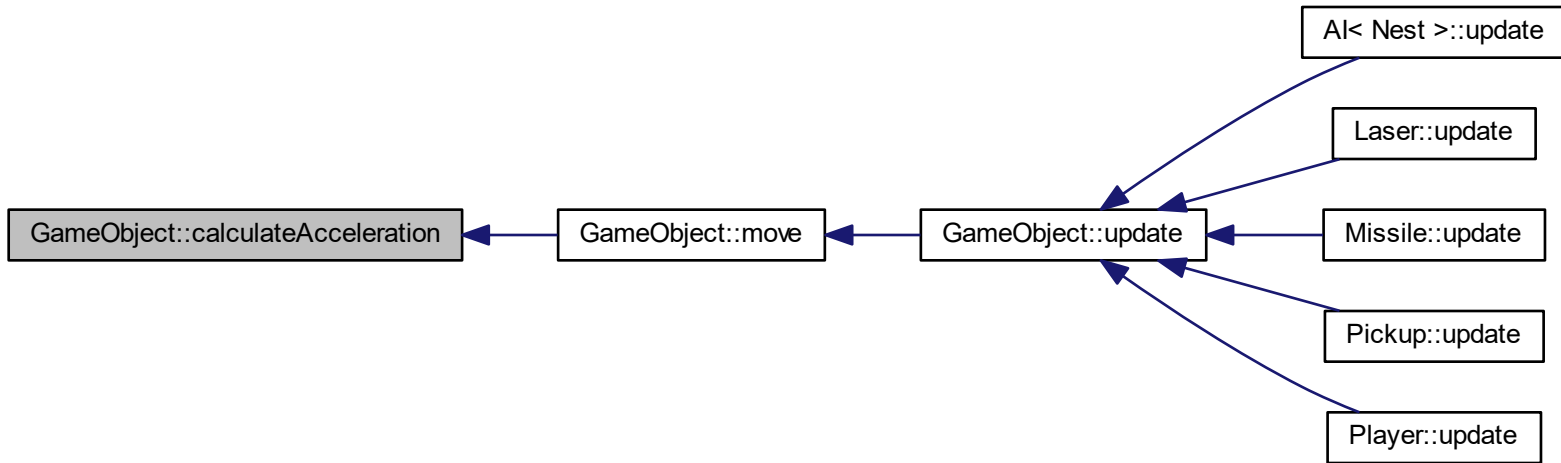 AI< Nest >::update
Laser::update
GameObject::calculateAcceleration
GameObject::move
GameObject::update
Missile::update
Pickup::update
Player::update